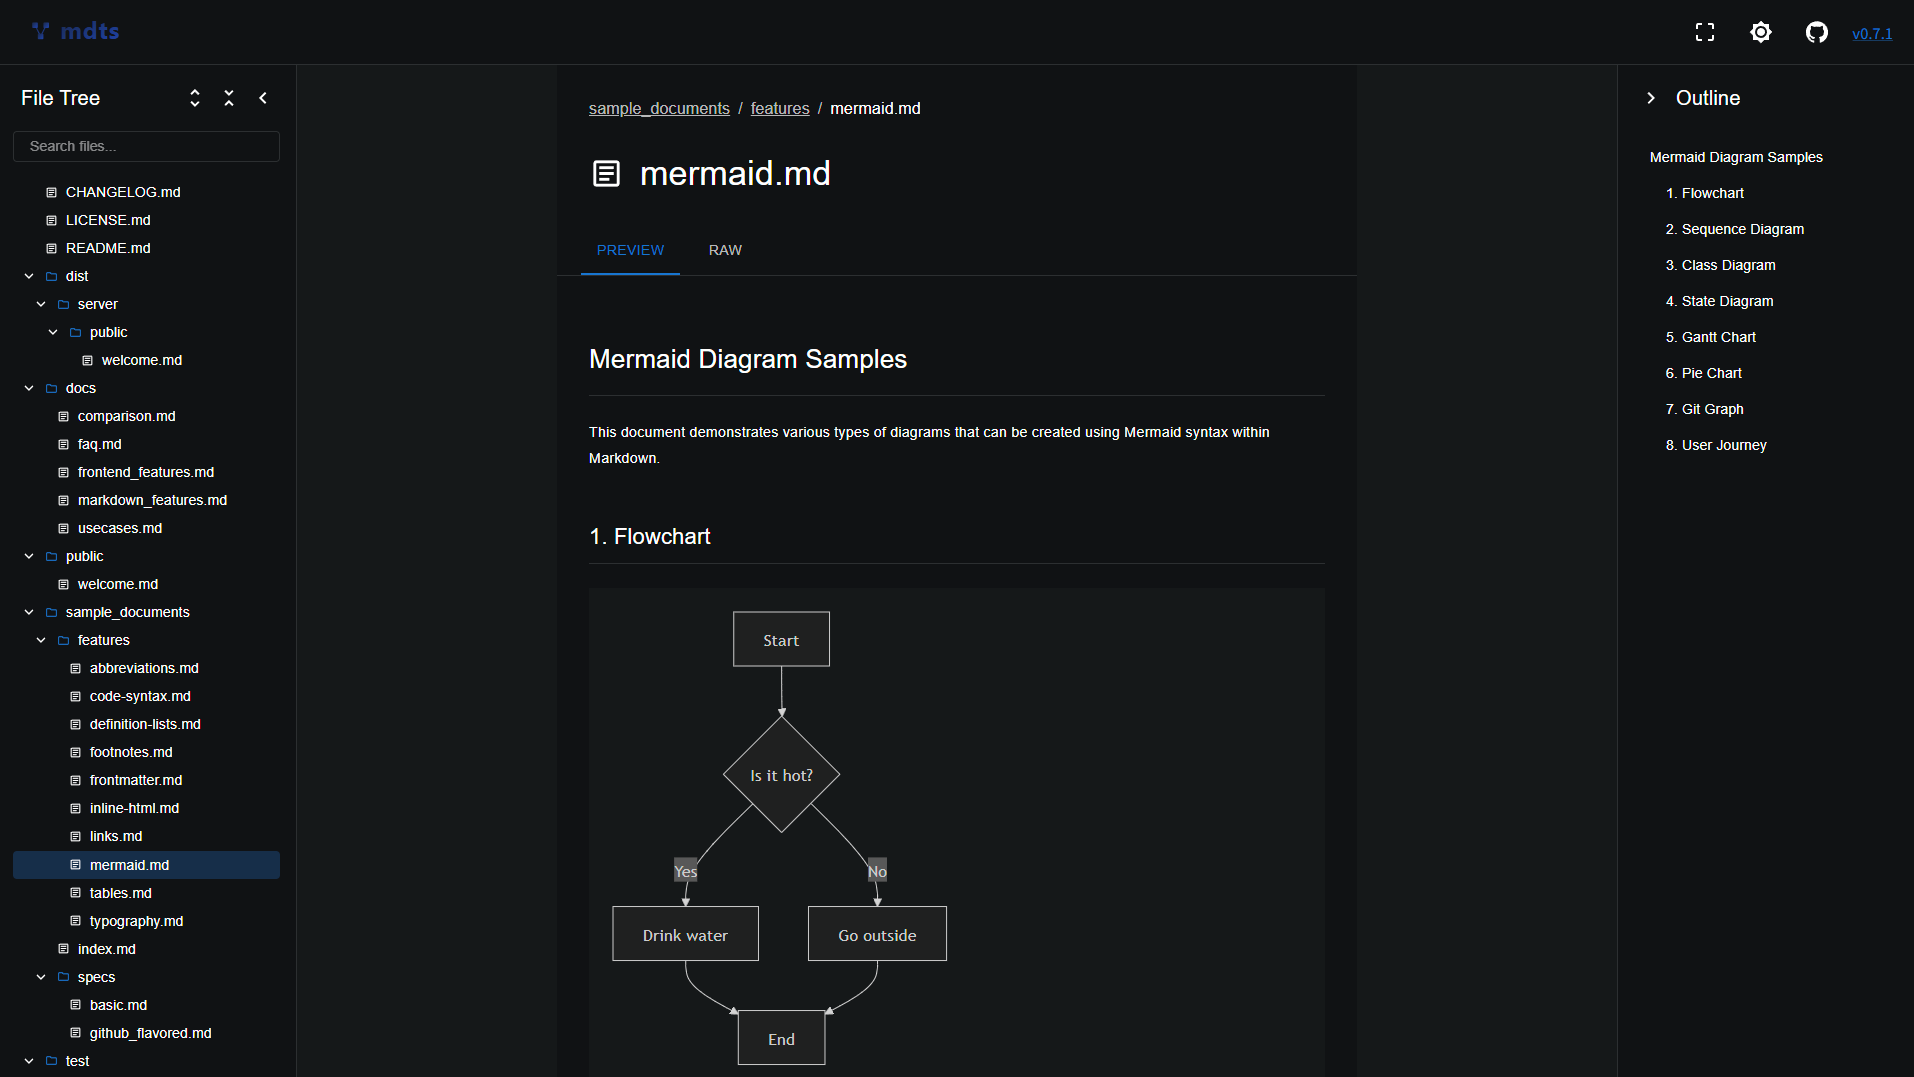 mdts
v0.7.1
File Tree
Search files...
CHANGELOG.md
LICENSE.md
README.md
dist
server
public
welcome.md
docs
comparison.md
faq.md
frontend_features.md
markdown_features.md
usecases.md
public
welcome.md
sample_documents
features
abbreviations.md
code-syntax.md
definition-lists.md
footnotes.md
frontmatter.md
inline-html.md
links.md
mermaid.md
tables.md
typography.md
index.md
specs
basic.md
github_flavored.md
test
sample_documents / features / mermaid.md
mermaid.md
PREVIEW RAW
Mermaid Diagram Samples
This document demonstrates various types of diagrams that can be created using Mermaid syntax within
Markdown.
1. Flowchart
Start
Is it hot?
Yes No
Drink water Go outside
End
Outline
Mermaid Diagram Samples
1. Flowchart
2. Sequence Diagram
3. Class Diagram
4. State Diagram
5. Gantt Chart
6. Pie Chart
7. Git Graph
8. User Journey